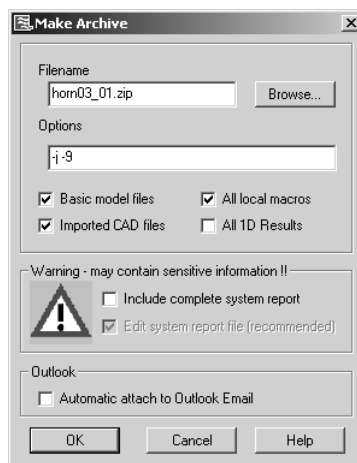 Make Archive
Filename
horn03_01.zip
Browse...
Options
-j -9
Basic model files
All local macros
Imported CAD files
All 1D Results
Warning - may contain sensitive information !!
Include complete system report
Edit system report file (recommended)
Outlook
Automatic attach to Outlook Email
OK
Cancel
Help